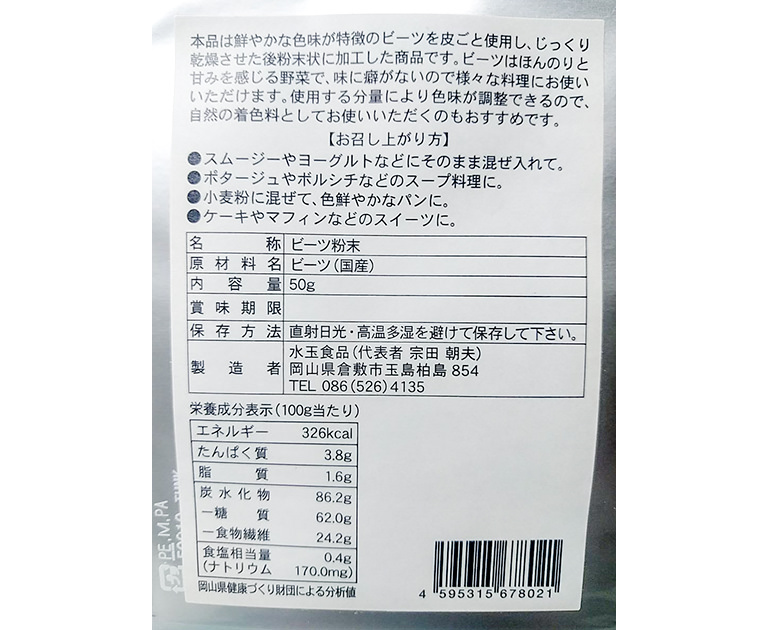 本品は鮮やかな色味が特徴のビーツを皮ごと使用し、じっくり
乾燥させた後粉末状に加工した商品です。ビーツはほんのりと
甘みを感じる野菜で、味に癖がないので様々な料理にお使い
いただけます。使用する分量により色味が調整できるので、
自然の着色料としてお使いいただくのもおすすめです。
【お召し上がり方】
●スムージーやヨーグルトなどにそのまま混ぜ入れて。
●ポタージュやボルシチなどのスープ料理に。
●小麦粉に混ぜて、色鮮やかなパンに。
●ケーキやマフィンなどのスイーツに。
名称 ビーツ粉末
原材料名 ビーツ(国産)
内容量 50g
賞味期限
保存方法 直射日光・高温多湿を避けて保存して下さい。
製造者 水玉食品(代表者 宗田 朝夫)
岡山県倉敷市玉島柏島 854
TEL 086(526)4135
栄養成分表示(100g当たり)
エネルギー 326kcal
たんぱく質 3.8g
脂質 1.6g
炭水化物 86.2g
―糖質 62.0g
―食物繊維 24.2g
食塩相当量 0.4g
(ナトリウム 170.0mg)
岡山県健康づくり財団による分析値
4 595315 678021
PE,M,PA